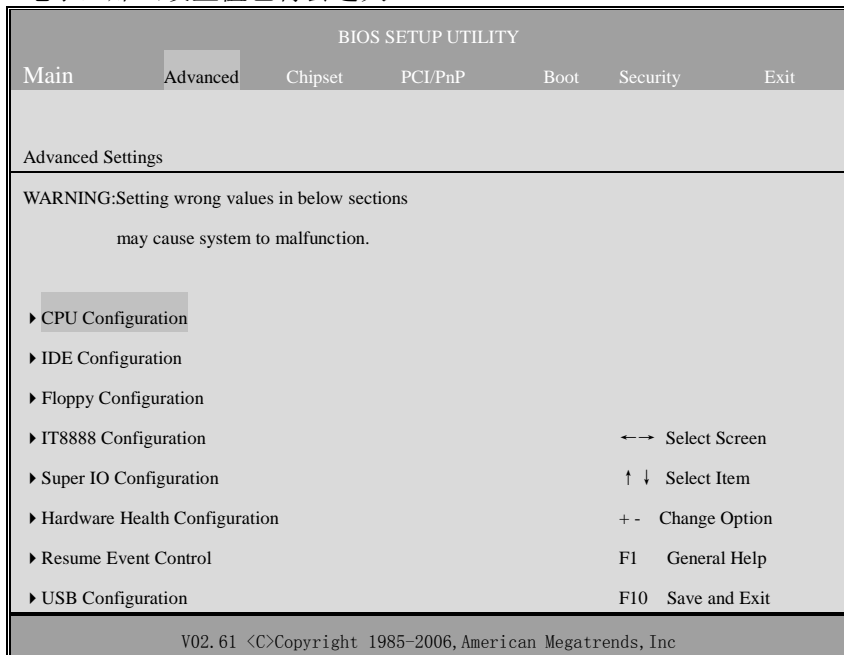 BIOS SETUP UTILITY
Main Advanced Chipset PCI/PnP Boot Security Exit
Advanced Settings
WARNING:Setting wrong values in below sections
may cause system to malfunction.
CPU Configuration
IDE Configuration
Floppy Configuration
IT8888 Configuration ←→ Select Screen
Super IO Configuration ↑↓ Select Item
Hardware Health Configuration + - Change Option
Resume Event Control F1 General Help
USB Configuration F10 Save and Exit
V02.61 <C>Copyright 1985-2006,American Megatrends,Inc